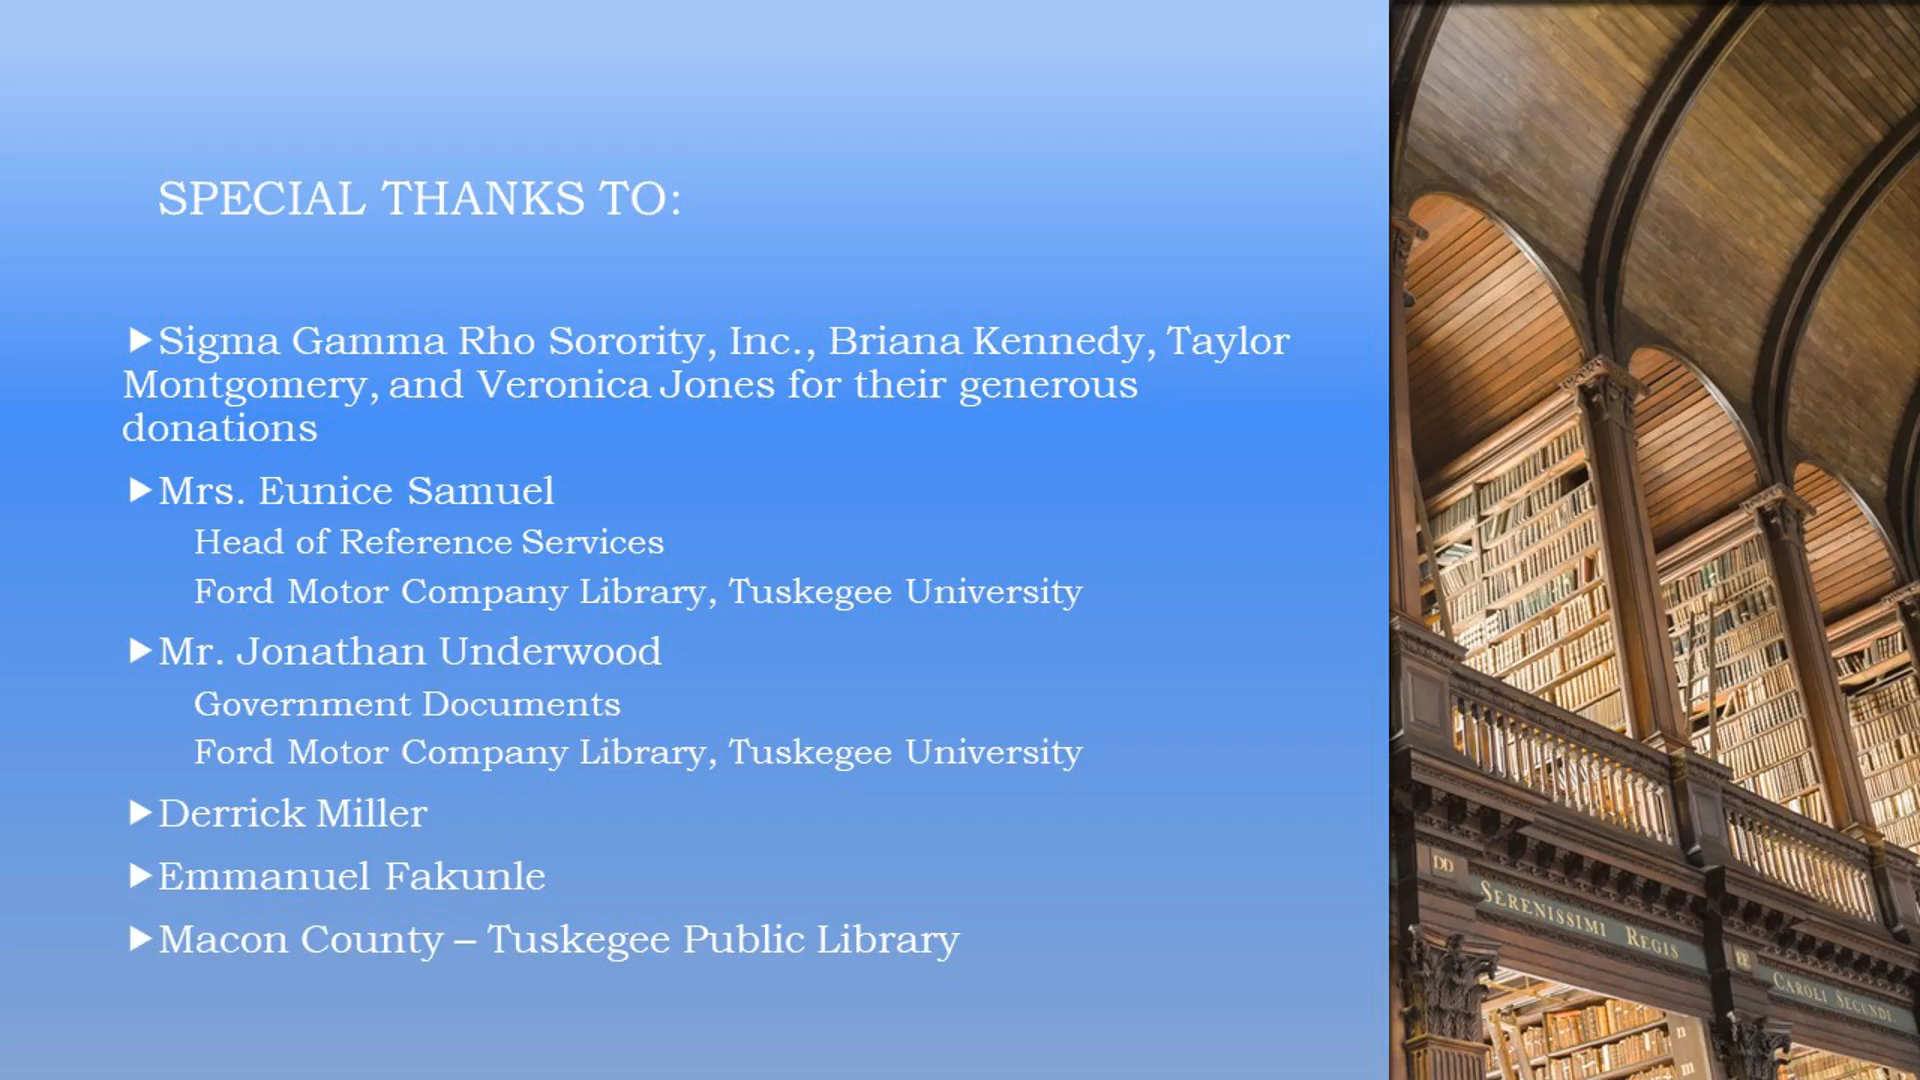 SPECIAL THANKS TO:
▶Sigma Gamma Rho Sorority, Inc., Briana Kennedy, Taylor
Montgomery, and Veronica Jones for their generous
donations
▶Mrs. Eunice Samuel
Head of Reference Services
Ford Motor Company Library, Tuskegee University
▶Mr. Jonathan Underwood
Government Documents
Ford Motor Company Library, Tuskegee University
▶Derrick Miller
▶Emmanuel Fakunle
▶Macon County – Tuskegee Public Library
DD
SERENISSIMI REGIS
EE
CAROLI SECUNDI
n
m